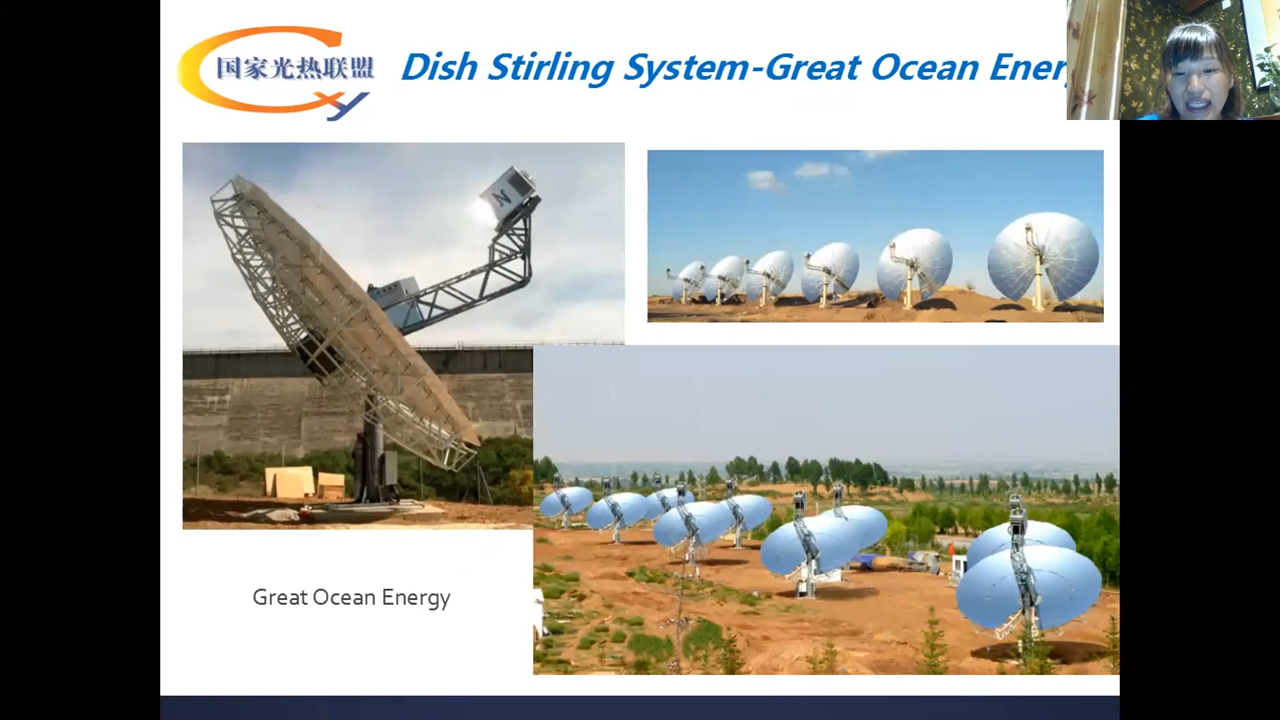 国家光热联盟
Dish Stirling System-Great Ocean Ener
N
Great Ocean Energy